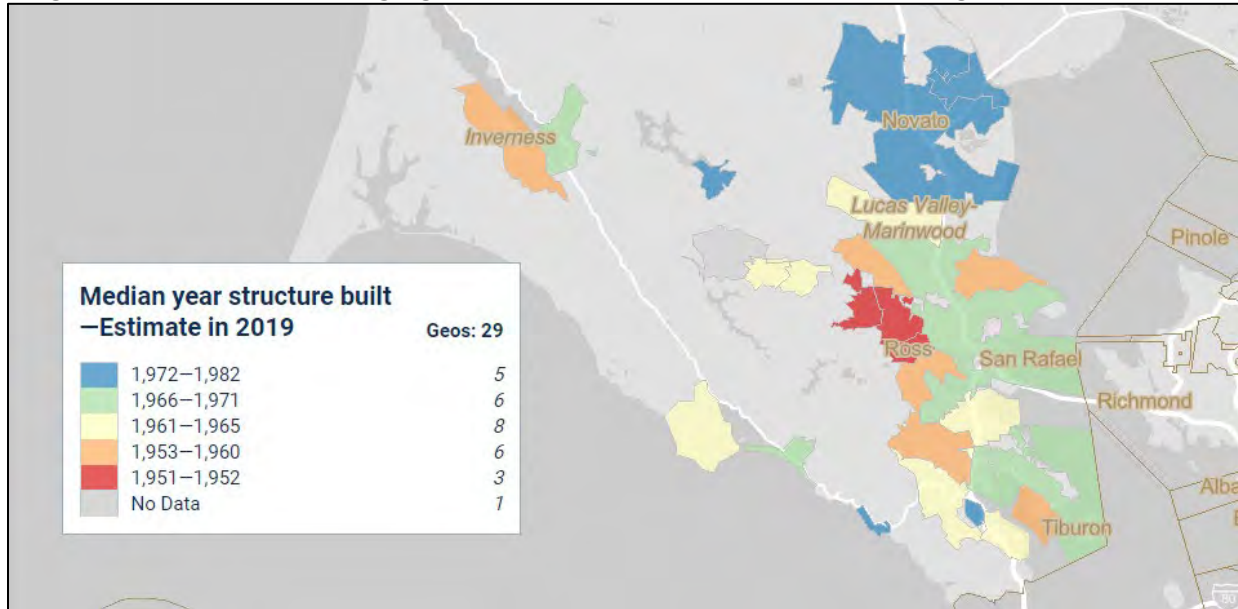 Novato
Inverness
Lucas Valley-
Marinwood
Pinole
Median year structure built
—Estimate in 2019
Geos: 29
1,972—1,982 5
1,966—1,971 6
1,961—1,965 8
1,953—1,960 6
1,951—1,952 3
No Data 1
Ross
San Rafael
Richmond
Alba
Tiburon
80